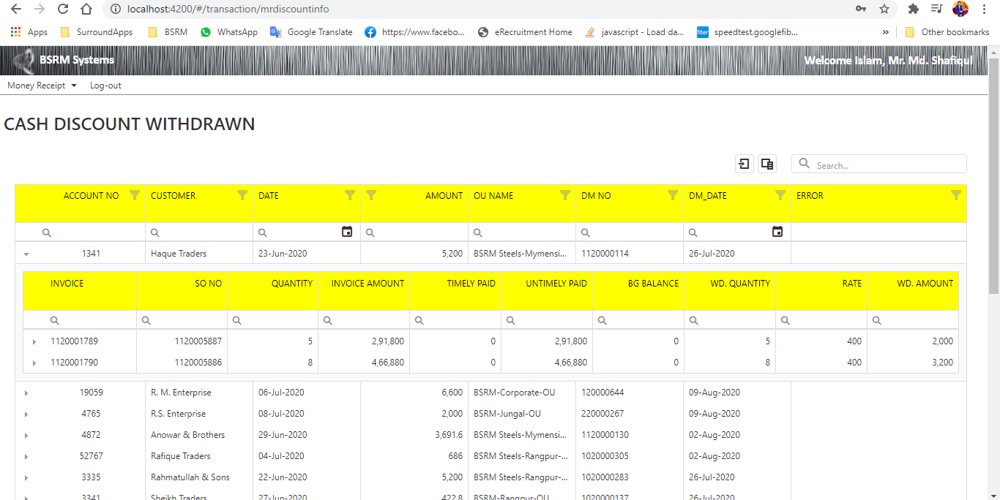 localhost:4200/#/transaction/mrdiscountinfo
Apps SurroundApps BSRM WhatsApp Google Translate https://www.facebo... eRecruitment Home javascript - Load da... fiber speedtest.googlefib... » Other bookmarks
BSRM Systems Welcome Islam, Mr. Md. Shafiqul
Money Receipt Log-out
CASH DISCOUNT WITHDRAWN
Search...
ACCOUNT NO CUSTOMER DATE AMOUNT OU NAME DM NO DM_DATE ERROR
1341 Haque Traders 23-Jun-2020 5,200 BSRM Steels-Mymensi... 1120000114 26-Jul-2020
INVOICE SO NO QUANTITY INVOICE AMOUNT TIMELY PAID UNTIMELY PAID BG BALANCE WD. QUANTITY RATE WD. AMOUNT
1120001789 1120005887 5 2,91,800 0 2,91,800 0 5 400 2,000
1120001790 1120005886 8 4,66,880 0 4,66,880 0 8 400 3,200
19059 R. M. Enterprise 06-Jul-2020 6,600 BSRM-Corporate-OU 120000644 09-Aug-2020
4765 R.S. Enterprise 08-Jul-2020 2,000 BSRM-Jungal-OU 220000267 09-Aug-2020
4872 Anowar & Brothers 29-Jun-2020 3,691.6 BSRM Steels-Mymensi... 1120000130 02-Aug-2020
52767 Rafique Traders 04-Jul-2020 686 BSRM Steels-Rangpur-... 1020000305 02-Aug-2020
3335 Rahmatullah & Sons 22-Jun-2020 5,200 BSRM Steels-Rangpur-... 1020000283 26-Jul-2020
3341 Sheikh Traders 27-Jun-2020 422.8 BSRM-Rangpur-OU 1020000137 26-Jul-2020